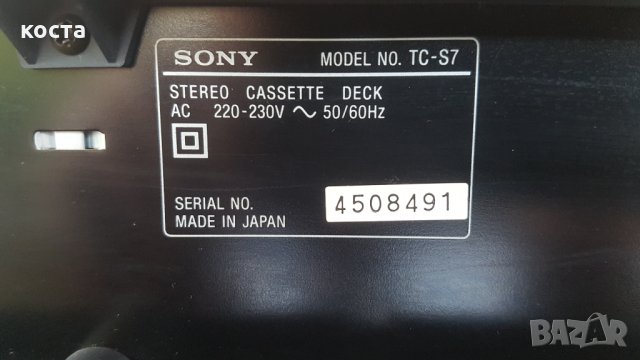 коста
SONY MODEL NO. TC-S7
STEREO CASSETTE DECK
AC 220-230V ~ 50/60Hz
SERIAL NO. 4508491
MADE IN JAPAN
BAZAR